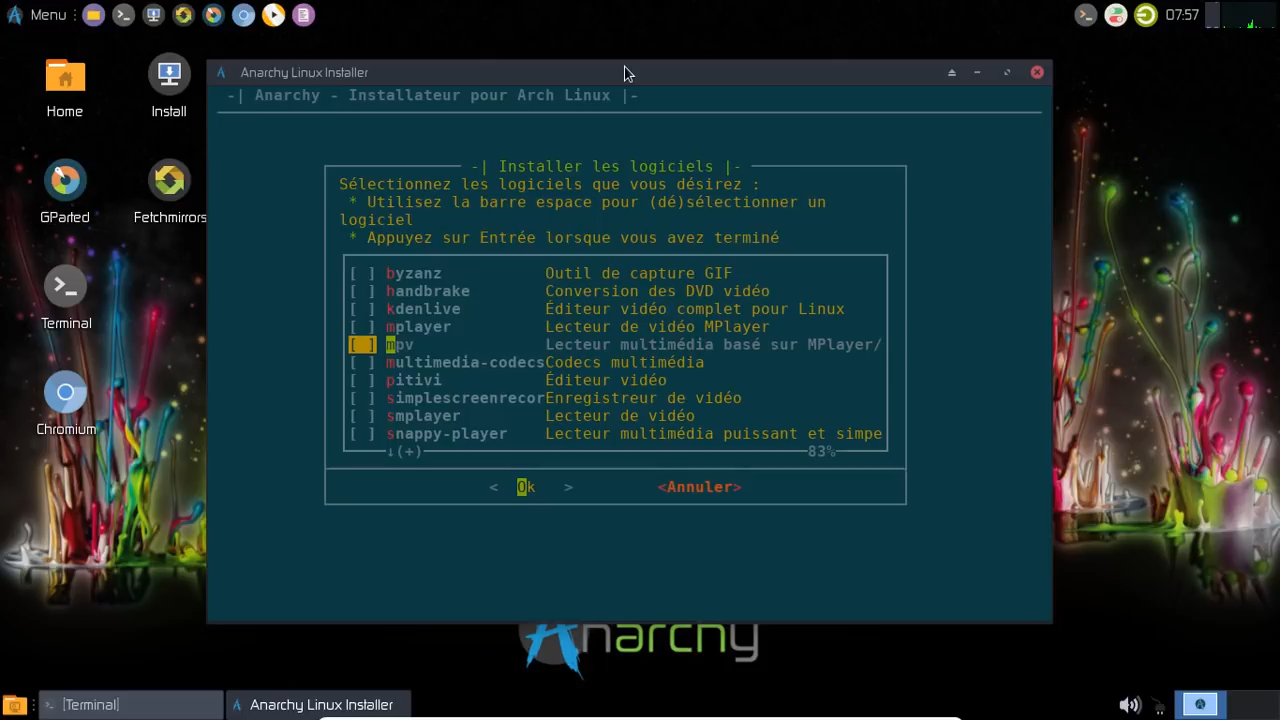 Menu
07:57
Home
Install
GParted
Fetchmirrors
Terminal
Chromium
Anarchy Linux Installer
-| Anarchy - Installateur pour Arch Linux |-
-| Installer les logiciels |-
Sélectionnez les logiciels que vous désirez :
* Utilisez la barre espace pour (dé)sélectionner un
logiciel
* Appuyez sur Entrée lorsque vous avez terminé
[ ] byzanz Outil de capture GIF
[ ] handbrake Conversion des DVD vidéo
[ ] kdenlive Éditeur vidéo complet pour Linux
[ ] mplayer Lecteur de vidéo MPlayer
[ ] mpv Lecteur multimédia basé sur MPlayer/
[ ] multimedia-codecsCodecs multimédia
[ ] pitivi Éditeur vidéo
[ ] simplescreenrecorEnregistreur de vidéo
[ ] smplayer Lecteur de vidéo
[ ] snappy-player Lecteur multimédia puissant et simpe
↓(+) 83%
< Ok > <Annuler>
Anarchy
[Terminal]
Anarchy Linux Installer